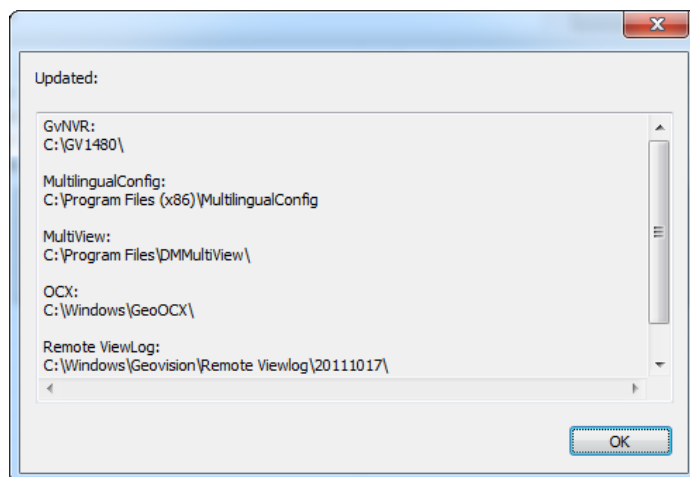 Updated:
GvNVR:
C:\GV1480\
MultilingualConfig:
C:\Program Files (x86)\MultilingualConfig
MultiView:
C:\Program Files\DMMultiView\
OCX:
C:\Windows\GeoOCX\
Remote ViewLog:
C:\Windows\Geovision\Remote Viewlog\20111017\
OK